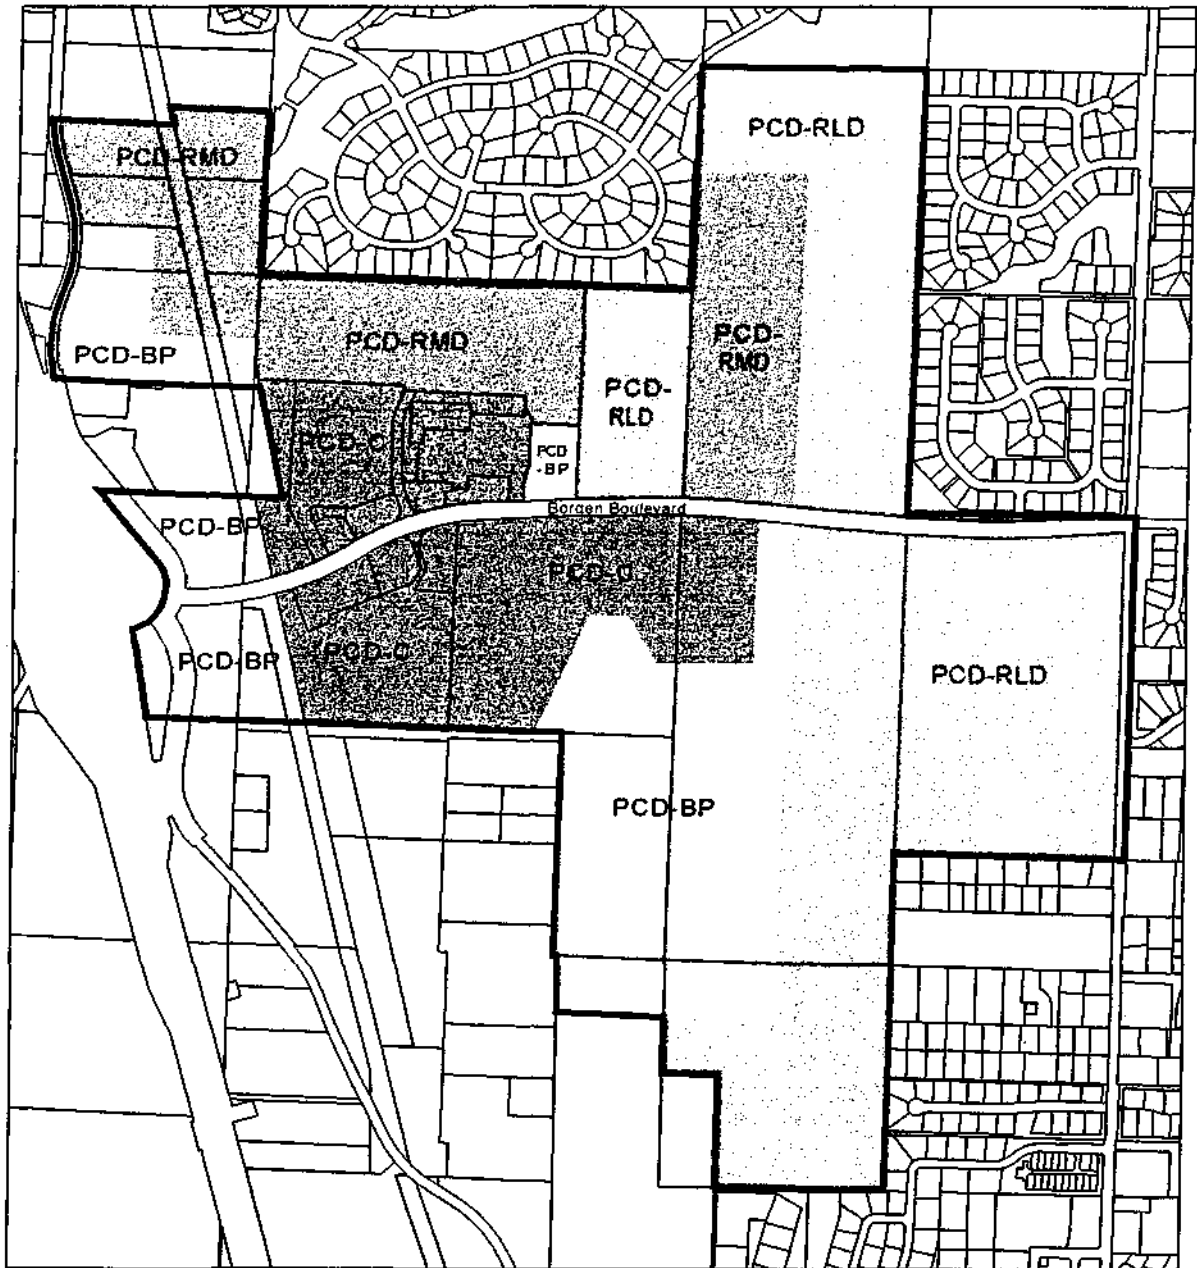 PCD-RLD
PCD-RMD
PCD-
RMD
PCD-RMD
PCD-BP
PCD-
RLD
PCD-C
PCD
-BP
Borgen Boulevard
PCD-BP
PCD-C
PCD-BP
PCD-C
PCD-RLD
PCD-BP